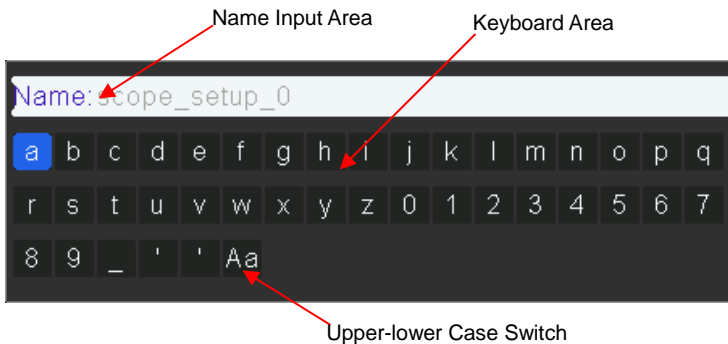 Name Input Area
Keyboard Area
Name: scope_setup_0
a b c d e f g h i j k l m n o p q
r s t u v w x y z 0 1 2 3 4 5 6 7
8 9 _ ' ' Aa
Upper-lower Case Switch